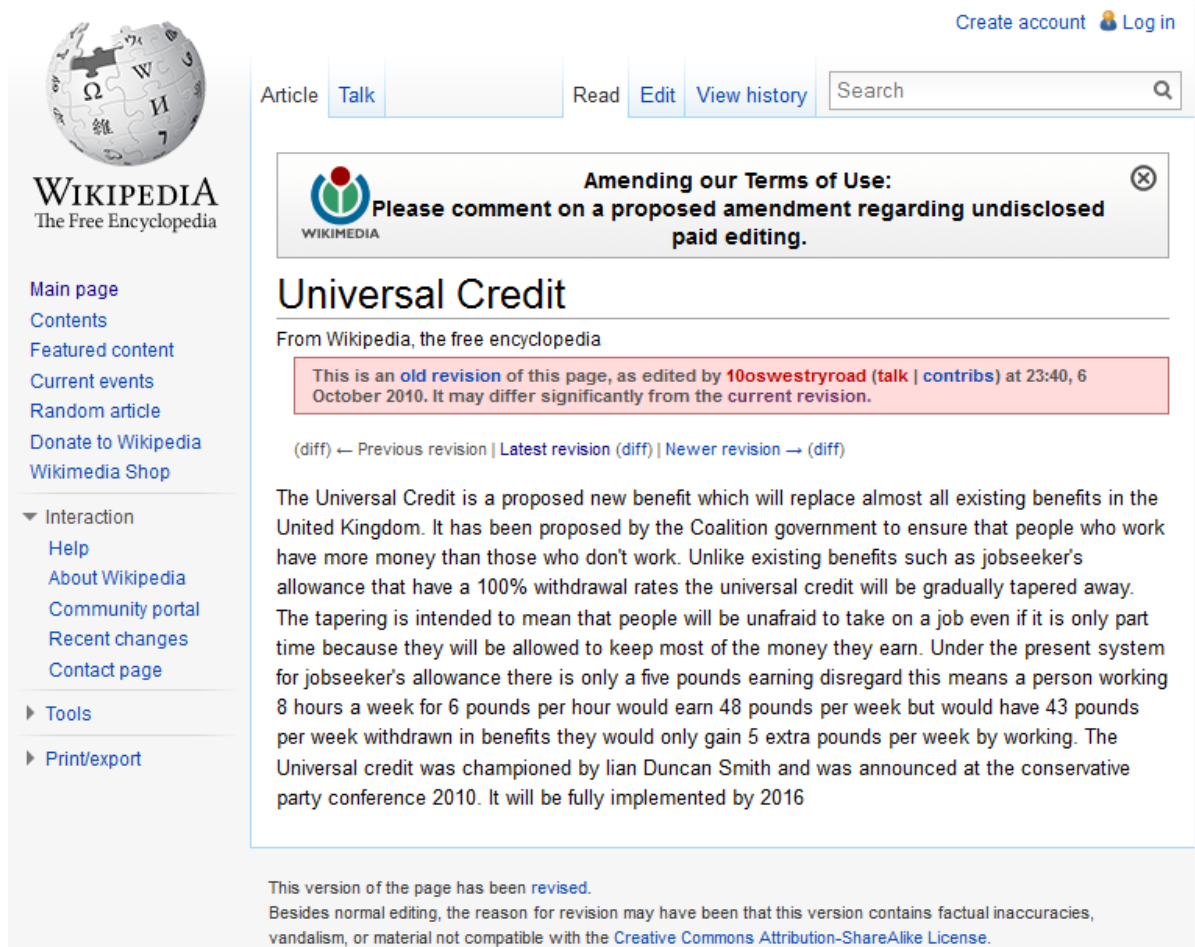 Create account Log in
Article Talk Read Edit View history Search
WIKIPEDIA
The Free Encyclopedia
Main page
Contents
Featured content
Current events
Random article
Donate to Wikipedia
Wikimedia Shop
Interaction
Help
About Wikipedia
Community portal
Recent changes
Contact page
Tools
Print/export
WIKIMEDIA
Amending our Terms of Use:
Please comment on a proposed amendment regarding undisclosed
paid editing.
Universal Credit
From Wikipedia, the free encyclopedia
This is an old revision of this page, as edited by 10oswestryroad (talk | contribs) at 23:40, 6
October 2010. It may differ significantly from the current revision.
(diff) ← Previous revision | Latest revision (diff) | Newer revision → (diff)
The Universal Credit is a proposed new benefit which will replace almost all existing benefits in the
United Kingdom. It has been proposed by the Coalition government to ensure that people who work
have more money than those who don't work. Unlike existing benefits such as jobseeker's
allowance that have a 100% withdrawal rates the universal credit will be gradually tapered away.
The tapering is intended to mean that people will be unafraid to take on a job even if it is only part
time because they will be allowed to keep most of the money they earn. Under the present system
for jobseeker's allowance there is only a five pounds earning disregard this means a person working
8 hours a week for 6 pounds per hour would earn 48 pounds per week but would have 43 pounds
per week withdrawn in benefits they would only gain 5 extra pounds per week by working. The
Universal credit was championed by Iian Duncan Smith and was announced at the conservative
party conference 2010. It will be fully implemented by 2016
This version of the page has been revised.
Besides normal editing, the reason for revision may have been that this version contains factual inaccuracies,
vandalism, or material not compatible with the Creative Commons Attribution-ShareAlike License.